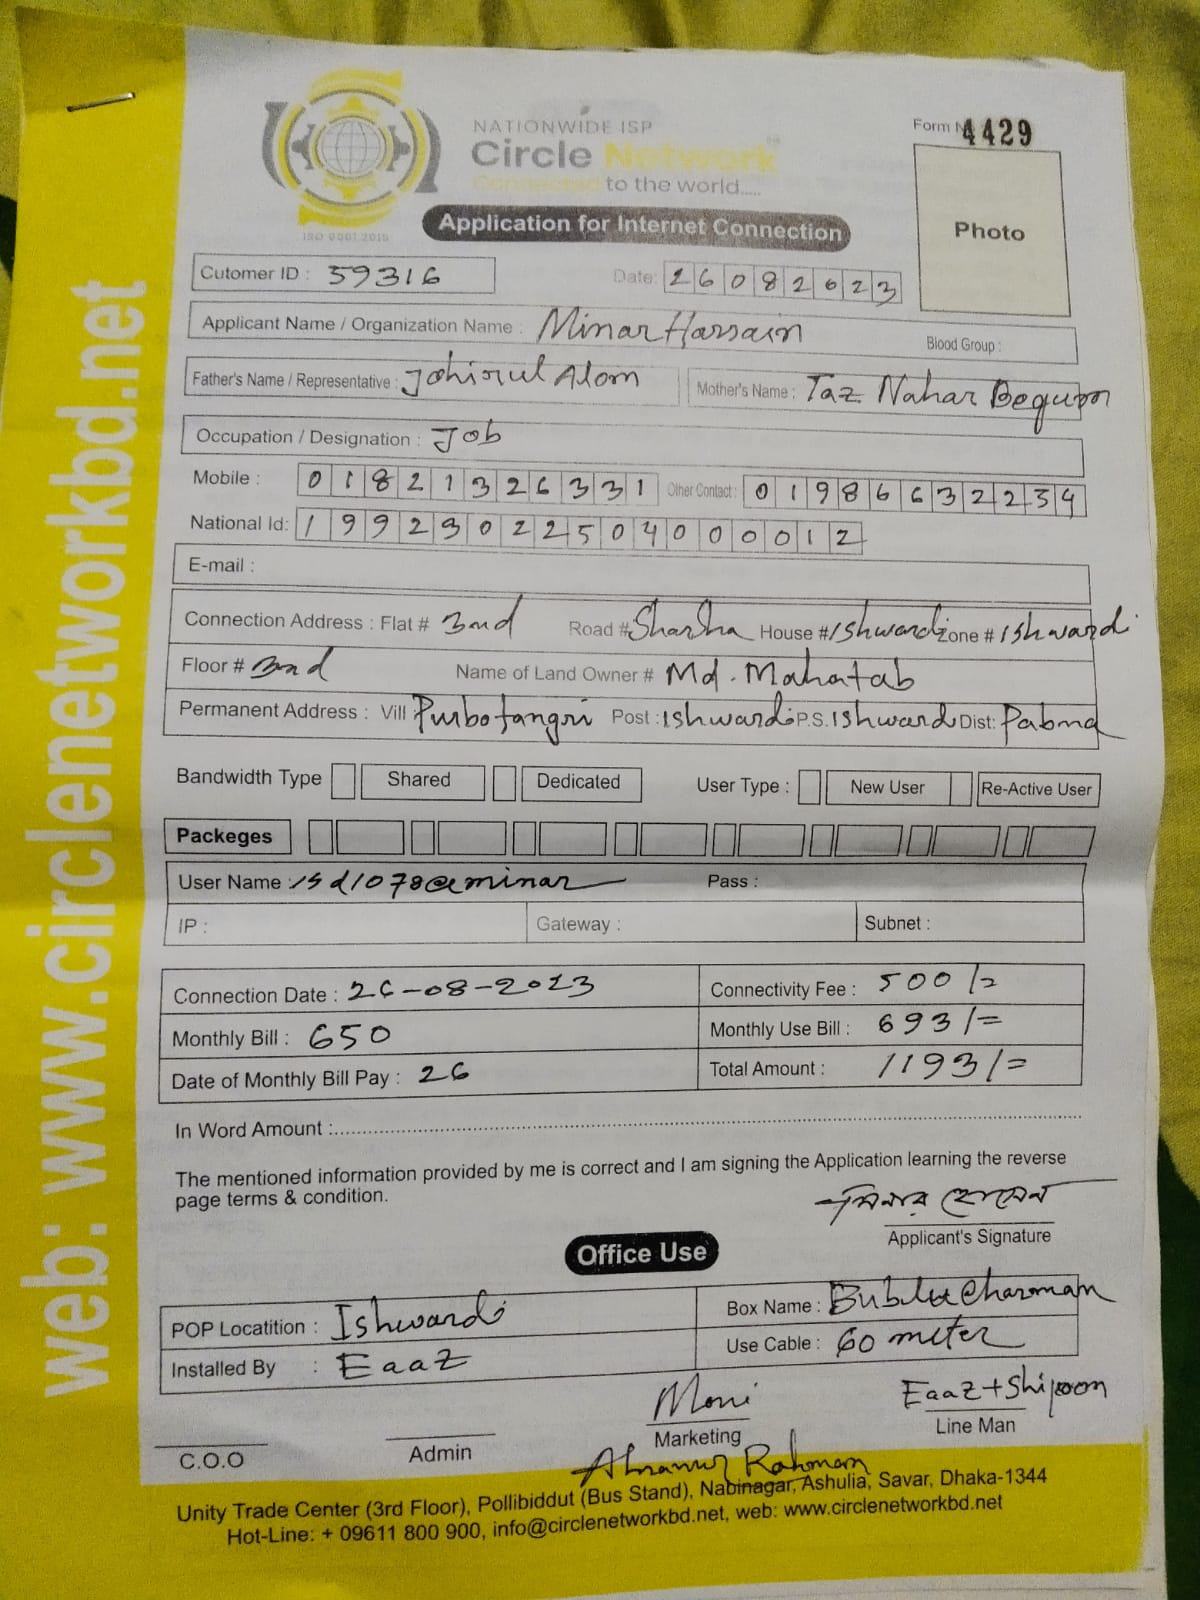 NATIONWIDE ISP
Circle Network
Connected to the world.....
ISO 9001:2015
Form N 4429
Photo
Application for Internet Connection
Cutomer ID : 59316
Date: 26082023
Applicant Name / Organization Name : Minar Hassain
Blood Group :
Father's Name / Representative : Johirul Alom
Mother's Name : Taz Nahar Begum
Occupation / Designation : Job
Mobile : 01821326331 Other Contact : 01986632234
National Id: 19923022504000012
E-mail :
Connection Address : Flat # 3nd Road # Sharsha House # Ishwardi Zone # Ishwardi
Floor # 3nd Name of Land Owner # Md. Mahatab
Permanent Address : Vill Purbotangri Post : Ishwardi P.S. Ishwardi Dist: Pabna
Bandwidth Type Shared Dedicated User Type : New User Re-Active User
Packeges
User Name : isd1078@eminar Pass :
IP : Gateway : Subnet :
Connection Date : 26-08-2023 Connectivity Fee : 500/=
Monthly Bill : 650 Monthly Use Bill : 693/=
Date of Monthly Bill Pay : 26 Total Amount : 1193/=
In Word Amount :
The mentioned information provided by me is correct and I am signing the Application learning the reverse
page terms & condition.
মিনার হোসেন
Applicant's Signature
Office Use
POP Locatition : Ishwardi Box Name : Bublu Charman
Installed By : Eaaz Use Cable : 60 meter
Moni Eaaz+Shipon
C.O.O Admin Marketing Line Man
Rahman
Unity Trade Center (3rd Floor), Pollibiddut (Bus Stand), Nabinagar, Ashulia, Savar, Dhaka-1344
Hot-Line: + 09611 800 900, info@circlenetworkbd.net, web: www.circlenetworkbd.net
web: www.circlenetworkbd.net